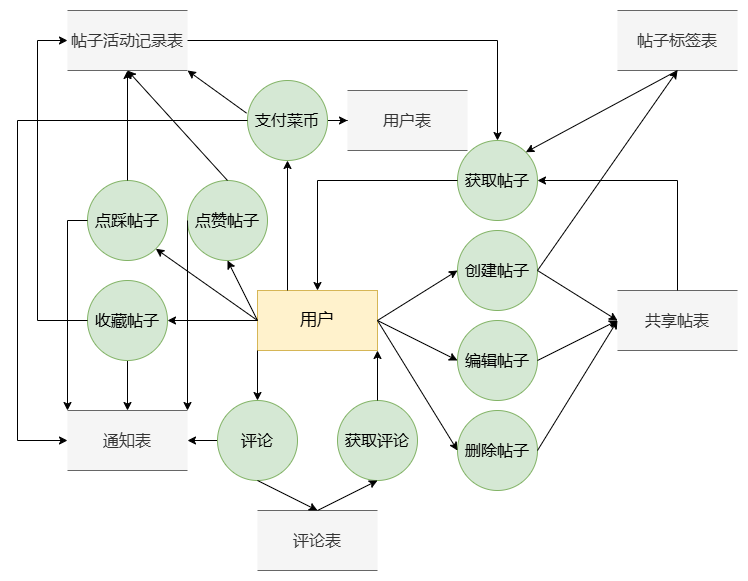 帖子活动记录表
帖子标签表
支付菜币
用户表
获取帖子
点踩帖子
点赞帖子
创建帖子
收藏帖子
用户
共享帖表
编辑帖子
通知表
评论
获取评论
删除帖子
评论表